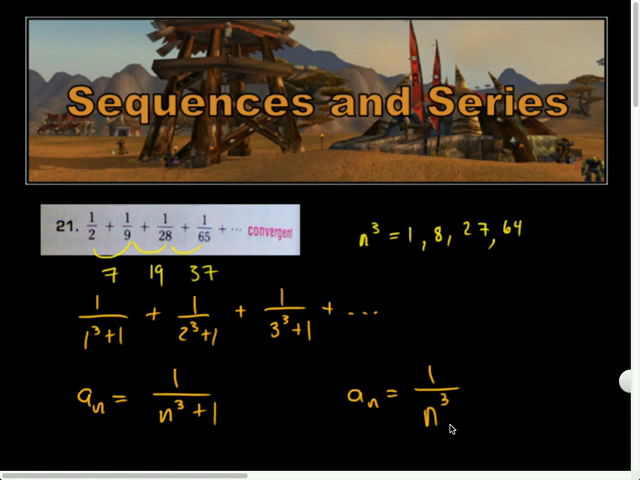 Sequences and Series
21. 1/2 + 1/9 + 1/28 + 1/65 + ⋯ convergent
n³ = 1, 8, 27, 64
7 19 37
1/(1³+1) + 1/(2³+1) + 1/(3³+1) + ...
aₙ = 1/(n³+1)
aₙ = 1/n³